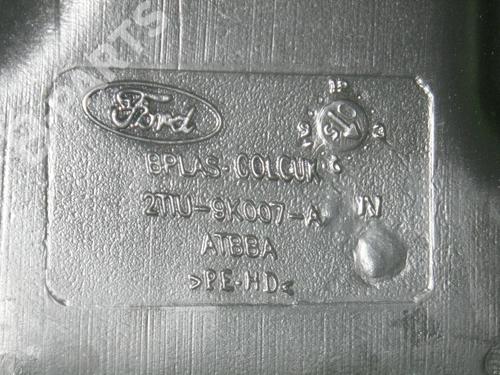 Ford
BPLAS-COLCUK
2T1U-9K007-A N
ATBBA
>PE-HD<